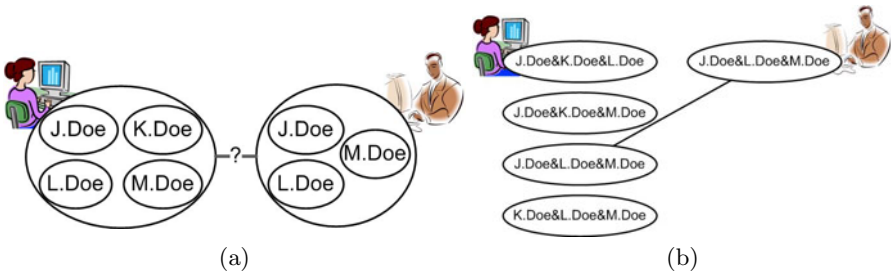 J.Doe K.Doe
L.Doe M.Doe
?
J.Doe
M.Doe
L.Doe
(a)
J.Doe&K.Doe&L.Doe
J.Doe&K.Doe&M.Doe
J.Doe&L.Doe&M.Doe
K.Doe&L.Doe&M.Doe
J.Doe&L.Doe&M.Doe
(b)